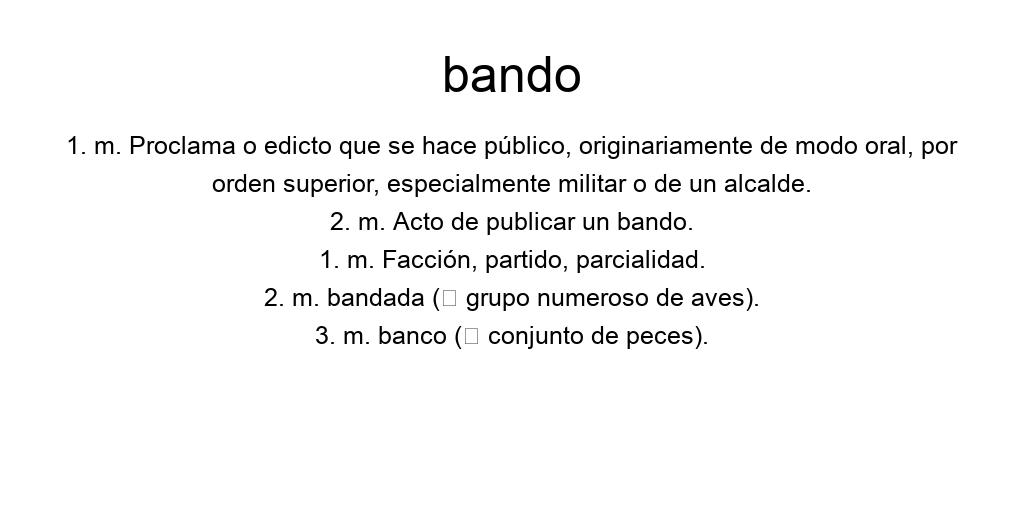 bando
1. m. Proclama o edicto que se hace público, originariamente de modo oral, por
orden superior, especialmente militar o de un alcalde.
2. m. Acto de publicar un bando.
1. m. Facción, partido, parcialidad.
2. m. bandada (□ grupo numeroso de aves).
3. m. banco (□ conjunto de peces).